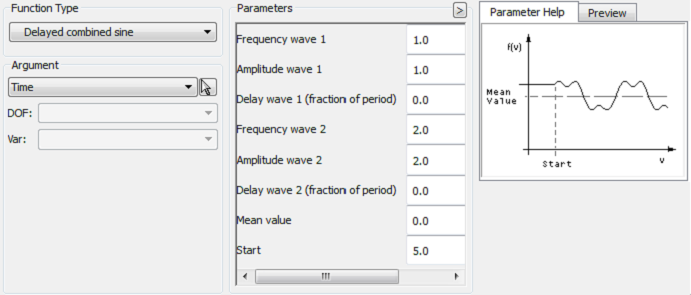 Function Type
Delayed combined sine
Argument
Time
DOF:
Var:
Parameters
>
Frequency wave 1 1.0
Amplitude wave 1 1.0
Delay wave 1 (fraction of period) 0.0
Frequency wave 2 2.0
Amplitude wave 2 2.0
Delay wave 2 (fraction of period) 0.0
Mean value 0.0
Start 5.0
Parameter Help Preview
f(v)
Mean
Value
Start v